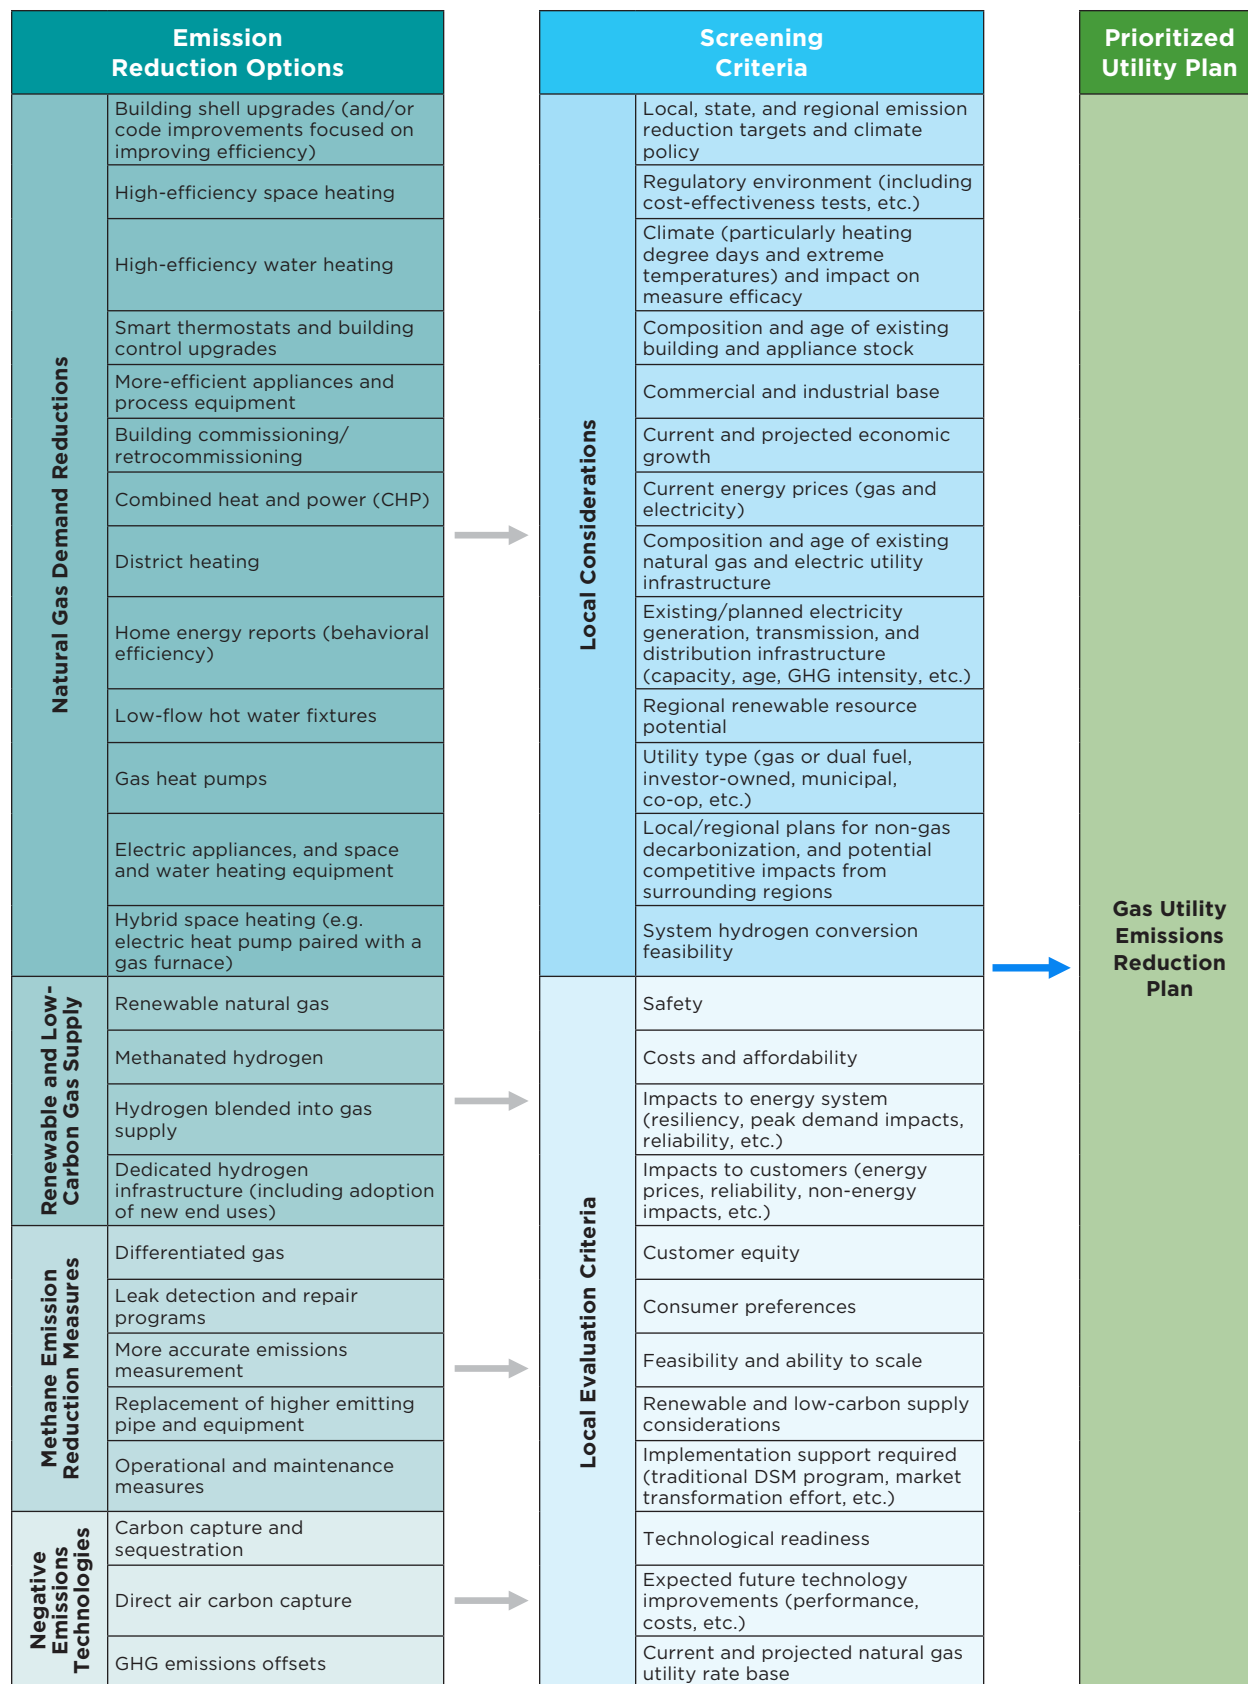 Emission
Reduction Options
Natural Gas Demand Reductions
Building shell upgrades (and/or
code improvements focused on
improving efficiency)
High-efficiency space heating
High-efficiency water heating
Smart thermostats and building
control upgrades
More-efficient appliances and
process equipment
Building commissioning/
retrocommissioning
Combined heat and power (CHP)
District heating
Home energy reports (behavioral
efficiency)
Low-flow hot water fixtures
Gas heat pumps
Electric appliances, and space
and water heating equipment
Hybrid space heating (e.g.
electric heat pump paired with a
gas furnace)
Renewable and Low-
Carbon Gas Supply
Renewable natural gas
Methanated hydrogen
Hydrogen blended into gas
supply
Dedicated hydrogen
infrastructure (including adoption
of new end uses)
Methane Emission
Reduction Measures
Differentiated gas
Leak detection and repair
programs
More accurate emissions
measurement
Replacement of higher emitting
pipe and equipment
Operational and maintenance
measures
Negative
Emissions
Technologies
Carbon capture and
sequestration
Direct air carbon capture
GHG emissions offsets
Screening
Criteria
Local Considerations
Local, state, and regional emission
reduction targets and climate
policy
Regulatory environment (including
cost-effectiveness tests, etc.)
Climate (particularly heating
degree days and extreme
temperatures) and impact on
measure efficacy
Composition and age of existing
building and appliance stock
Commercial and industrial base
Current and projected economic
growth
Current energy prices (gas and
electricity)
Composition and age of existing
natural gas and electric utility
infrastructure
Existing/planned electricity
generation, transmission, and
distribution infrastructure
(capacity, age, GHG intensity, etc.)
Regional renewable resource
potential
Utility type (gas or dual fuel,
investor-owned, municipal,
co-op, etc.)
Local/regional plans for non-gas
decarbonization, and potential
competitive impacts from
surrounding regions
System hydrogen conversion
feasibility
Local Evaluation Criteria
Safety
Costs and affordability
Impacts to energy system
(resiliency, peak demand impacts,
reliability, etc.)
Impacts to customers (energy
prices, reliability, non-energy
impacts, etc.)
Customer equity
Consumer preferences
Feasibility and ability to scale
Renewable and low-carbon supply
considerations
Implementation support required
(traditional DSM program, market
transformation effort, etc.)
Technological readiness
Expected future technology
improvements (performance,
costs, etc.)
Current and projected natural gas
utility rate base
Prioritized
Utility Plan
Gas Utility
Emissions
Reduction
Plan